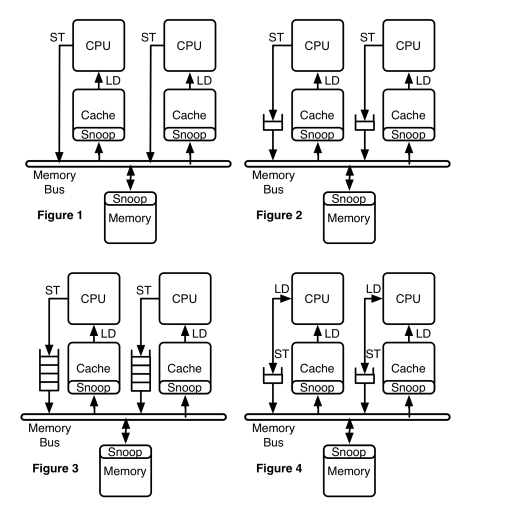 ST CPU ST CPU
LD LD
Cache Cache
Snoop Snoop
Memory
Bus
Snoop
Memory
Figure 1
ST CPU ST CPU
LD LD
Cache Cache
Snoop Snoop
Memory
Bus
Snoop
Memory
Figure 2
ST CPU ST CPU
LD LD
Cache Cache
Snoop Snoop
Memory
Bus
Snoop
Memory
Figure 3
LD CPU LD CPU
LD LD
ST ST
Cache Cache
Snoop Snoop
Memory
Bus
Snoop
Memory
Figure 4